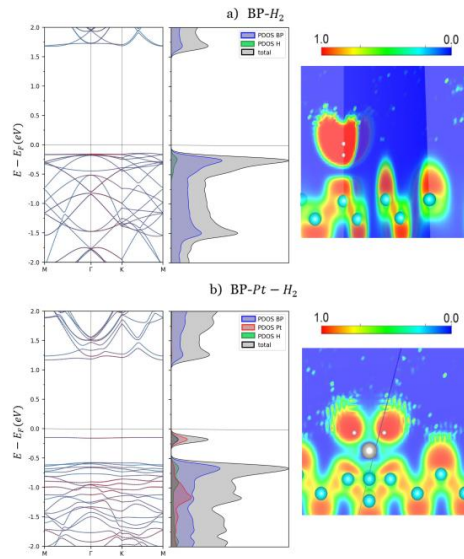 a) BP-H₂
2.0
1.5
1.0
0.5
0.0
-0.5
-1.0
-1.5
-2.0
E − E_F(eV)
M Γ K M
PDOS BP
PDOS H
total
1.0 0.0
b) BP-Pt − H₂
2.0
1.5
1.0
0.5
0.0
-0.5
-1.0
-1.5
-2.0
E − E_F(eV)
M Γ K M
PDOS BP
PDOS Pt
PDOS H
total
1.0 0.0